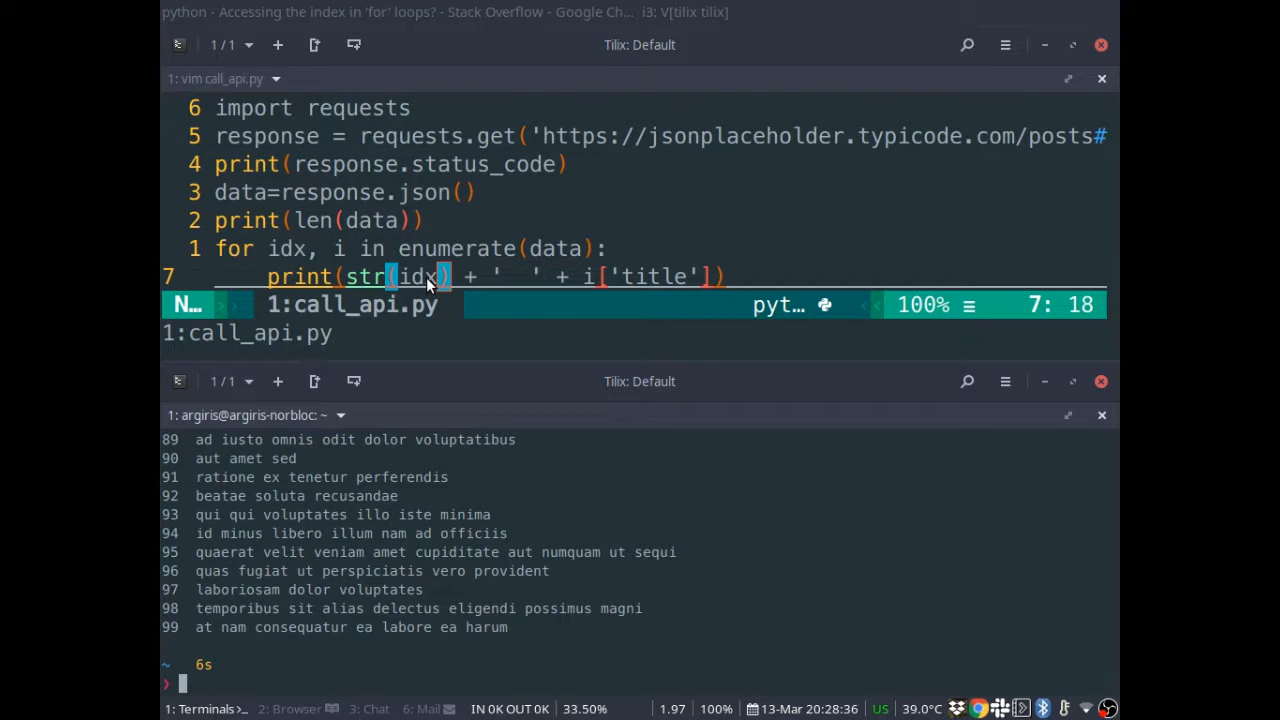 python - Accessing the index in 'for' loops? - Stack Overflow - Google Ch... i3: V[tilix tilix]
1 / 1 Tilix: Default
1: vim call_api.py
6 import requests
5 response = requests.get('https://jsonplaceholder.typicode.com/posts#
4 print(response.status_code)
3 data=response.json()
2 print(len(data))
1 for idx, i in enumerate(data):
7 print(str(idx) + '  ' + i['title'])
N... 1:call_api.py pyt... 100% 7: 18
1:call_api.py
1 / 1 Tilix: Default
1: argiris@argiris-norbloc: ~
89 ad iusto omnis odit dolor voluptatibus
90 aut amet sed
91 ratione ex tenetur perferendis
92 beatae soluta recusandae
93 qui qui voluptates illo iste minima
94 id minus libero illum nam ad officiis
95 quaerat velit veniam amet cupiditate aut numquam ut sequi
96 quas fugiat ut perspiciatis vero provident
97 laboriosam dolor voluptates
98 temporibus sit alias delectus eligendi possimus magni
99 at nam consequatur ea labore ea harum
~ 6s
❯
1: Terminals>_ 2: Browser 3: Chat 6: Mail IN 0K OUT 0K 33.50% 1.97 100% 13-Mar 20:28:36 US 39.0°C